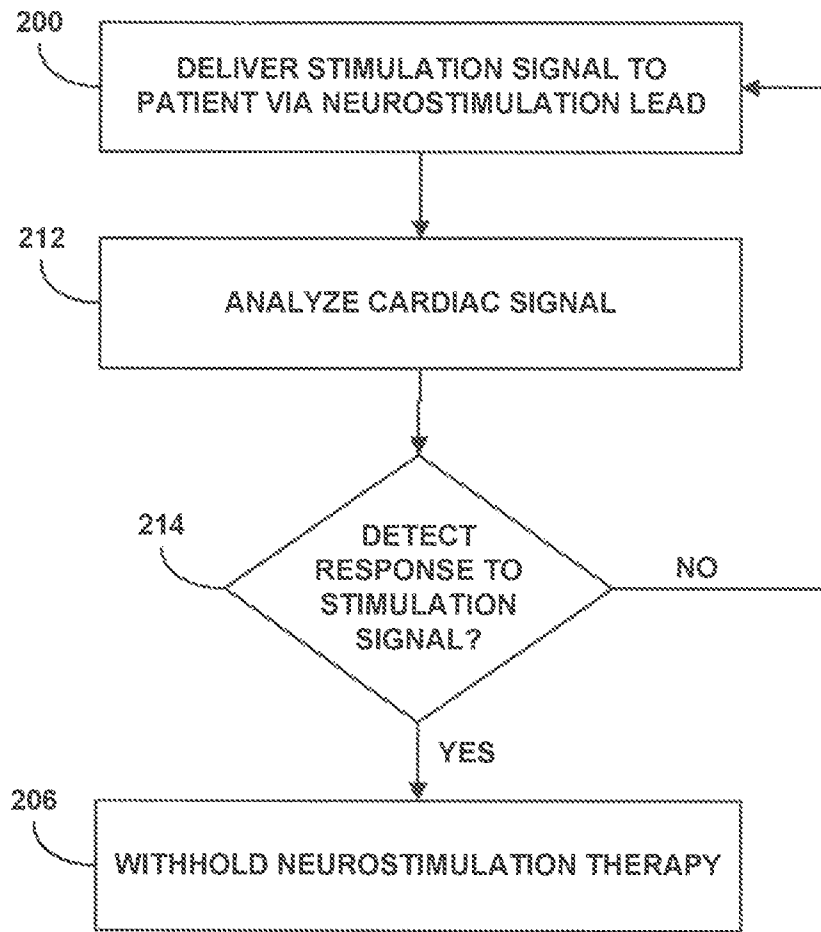 200
DELIVER STIMULATION SIGNAL TO
PATIENT VIA NEUROSTIMULATION LEAD
212
ANALYZE CARDIAC SIGNAL
214
DETECT
RESPONSE TO
STIMULATION
SIGNAL?
NO
YES
206
WITHHOLD NEUROSTIMULATION THERAPY